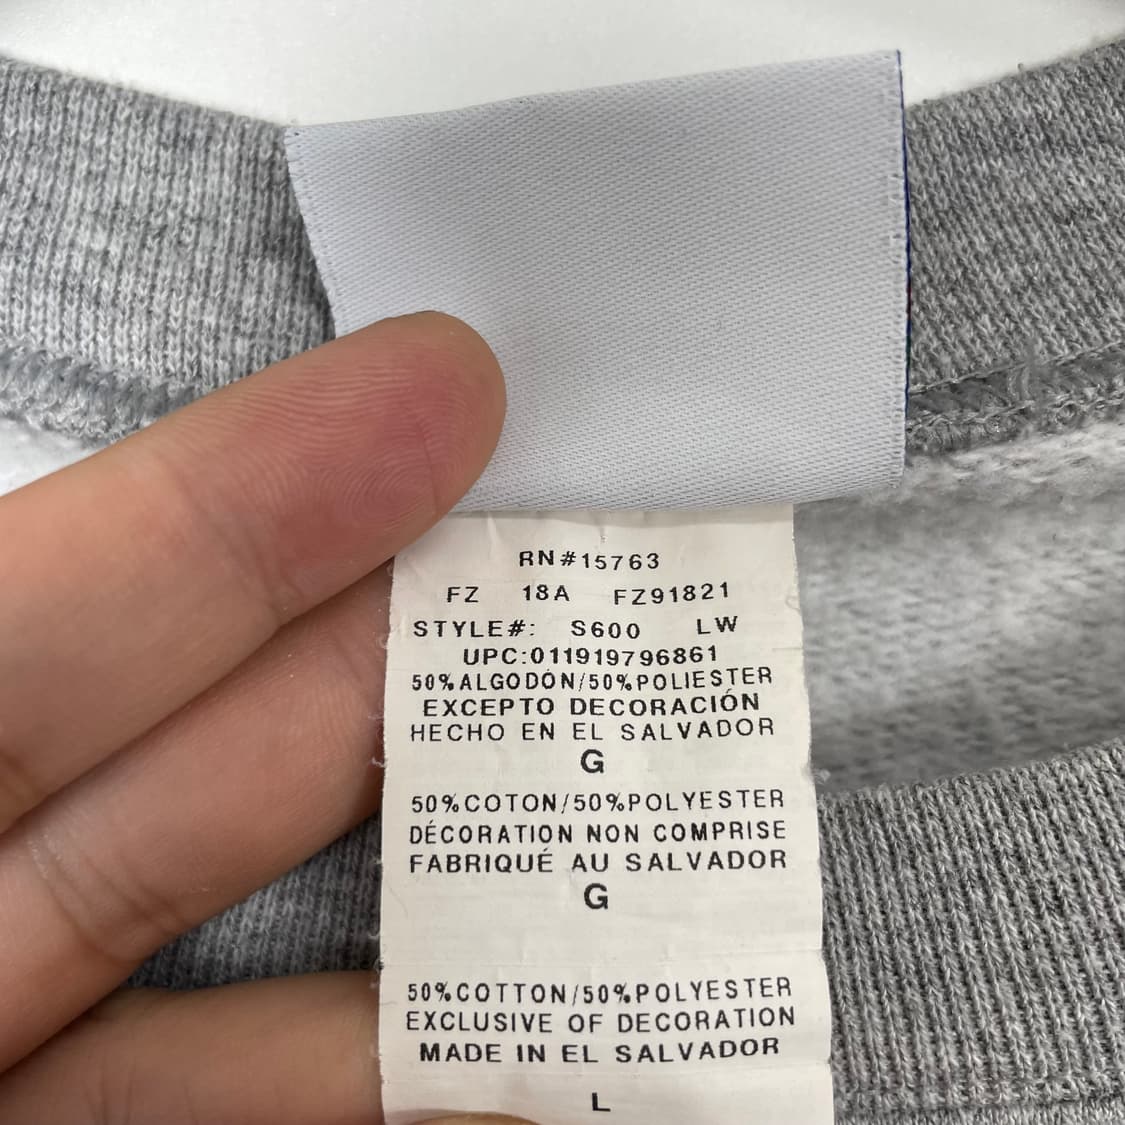 RN#15763
FZ 18A FZ91821
STYLE#: S600 LW
UPC:011919796861
50%ALGODÓN/50%POLIESTER
EXCEPTO DECORACIÓN
HECHO EN EL SALVADOR
G
50%COTON/50%POLYESTER
DÉCORATION NON COMPRISE
FABRIQUÉ AU SALVADOR
G
50%COTTON/50%POLYESTER
EXCLUSIVE OF DECORATION
MADE IN EL SALVADOR
L